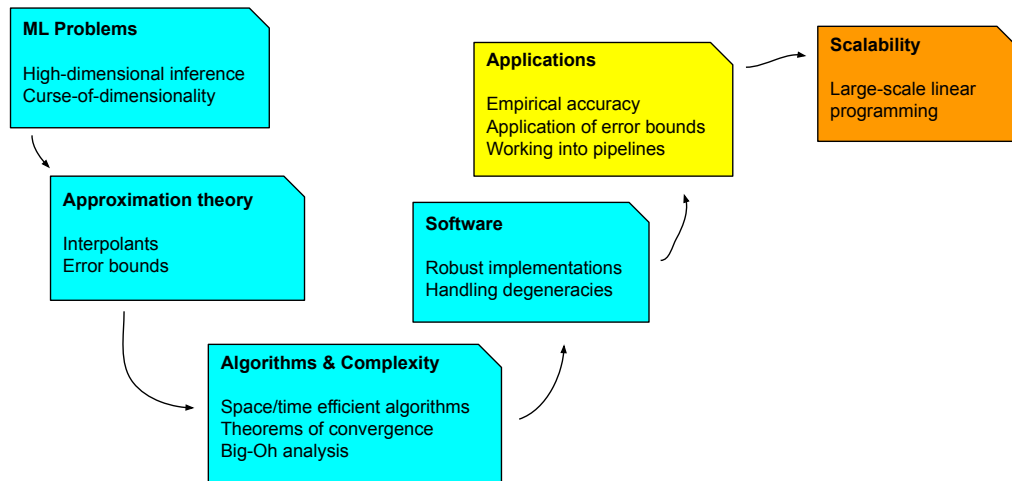 ML Problems
High-dimensional inference
Curse-of-dimensionality
Approximation theory
Interpolants
Error bounds
Algorithms & Complexity
Space/time efficient algorithms
Theorems of convergence
Big-Oh analysis
Software
Robust implementations
Handling degeneracies
Applications
Empirical accuracy
Application of error bounds
Working into pipelines
Scalability
Large-scale linear
programming